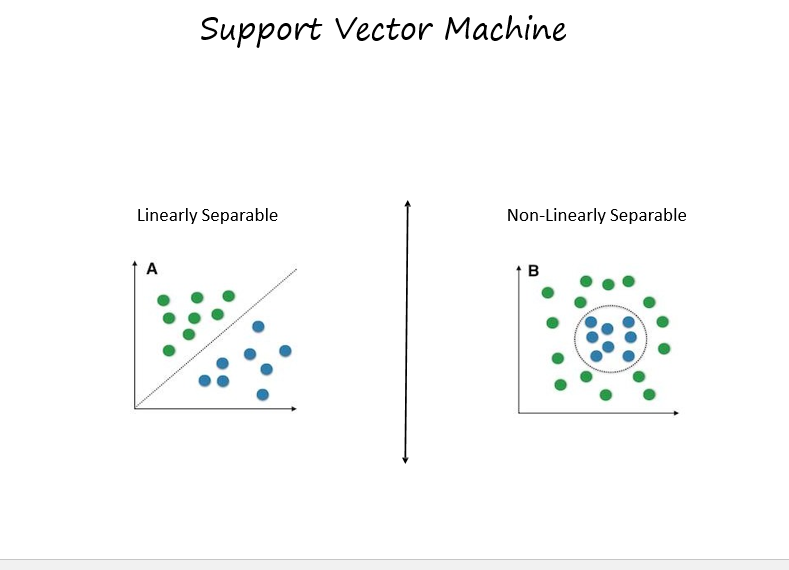 Support Vector Machine
Linearly Separable
A
Non-Linearly Separable
B